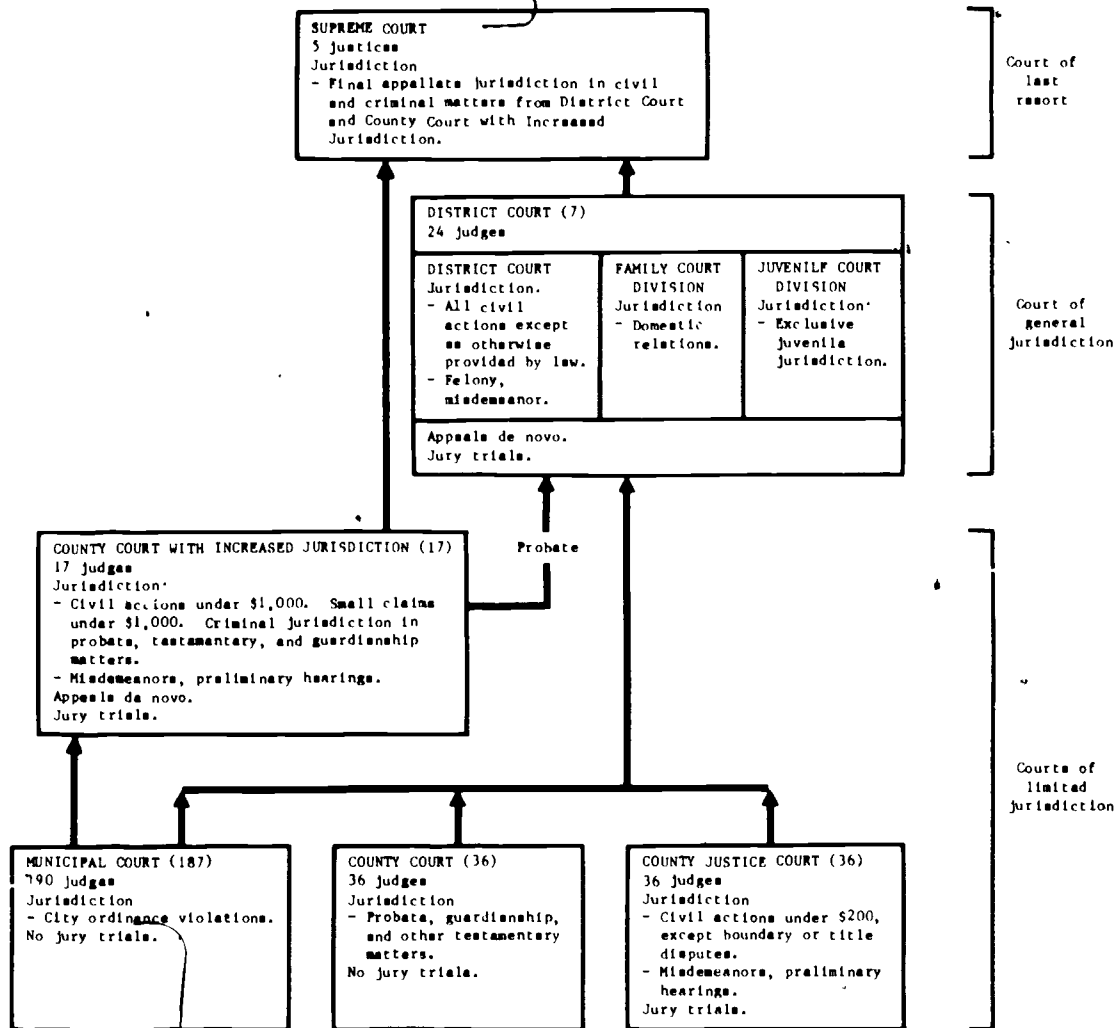 SUPREME COURT
5 justices
Jurisdiction
- Final appellate jurisdiction in civil
and criminal matters from District Court
and County Court with Increased
Jurisdiction.
Court of
last
resort
DISTRICT COURT (7)
24 judges
DISTRICT COURT
Jurisdiction.
- All civil
actions except
as otherwise
provided by law.
- Felony,
misdemeanor.
FAMILY COURT
DIVISION
Jurisdiction
- Domestic
relations.
JUVENILE COURT
DIVISION
Jurisdiction
- Exclusive
juvenile
jurisdiction.
Appeals de novo.
Jury trials.
Court of
general
jurisdiction
COUNTY COURT WITH INCREASED JURISDICTION (17)
17 judges
Jurisdiction
- Civil actions under $1,000. Small claims
under $1,000. Criminal jurisdiction in
probate, testamentary, and guardianship
matters.
- Misdemeanors, preliminary hearings.
Appeals de novo.
Jury trials.
Probate
Courts of
limited
jurisdiction
MUNICIPAL COURT (187)
judges
Jurisdiction
- City ordinance violations.
No jury trials.
COUNTY COURT (36)
36 judges
Jurisdiction
- Probate, guardianship,
and other testamentary
matters.
No jury trials.
COUNTY JUSTICE COURT (36)
36 judges
Jurisdiction
- Civil actions under $200,
except boundary or title
disputes.
- Misdemeanors, preliminary
hearings.
Jury trials.